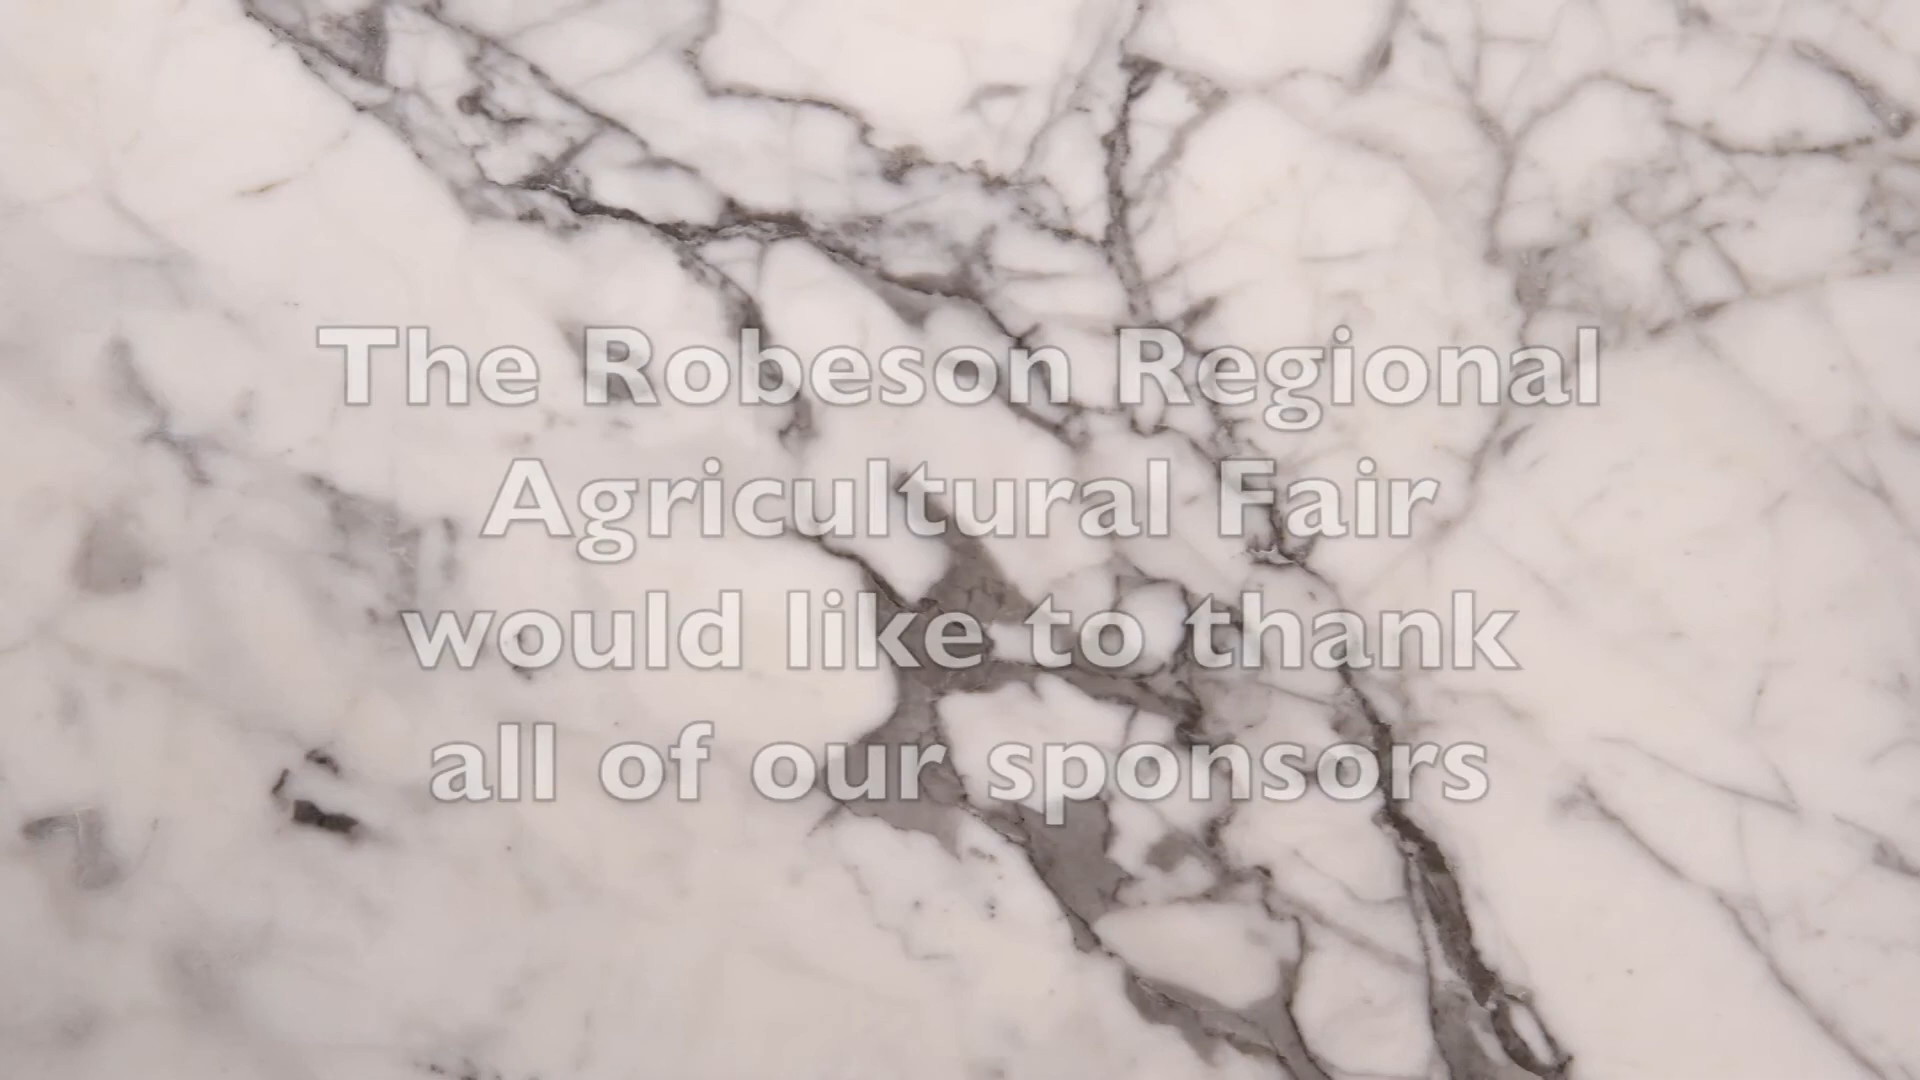 The Robeson Regional
Agricultural Fair
would like to thank
all of our sponsors